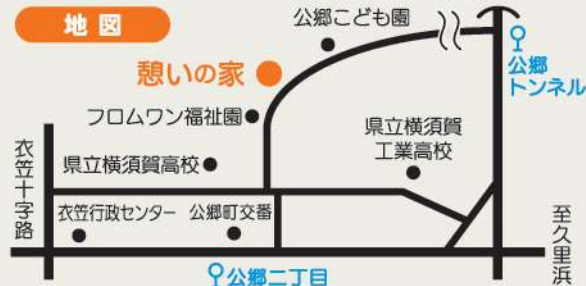 地図
公郷こども園
公郷
トンネル
憩いの家
フロムワン福祉園
県立横須賀
工業高校
県立横須賀高校
衣笠十字路
衣笠行政センター
公郷町交番
至久里浜
公郷二丁目